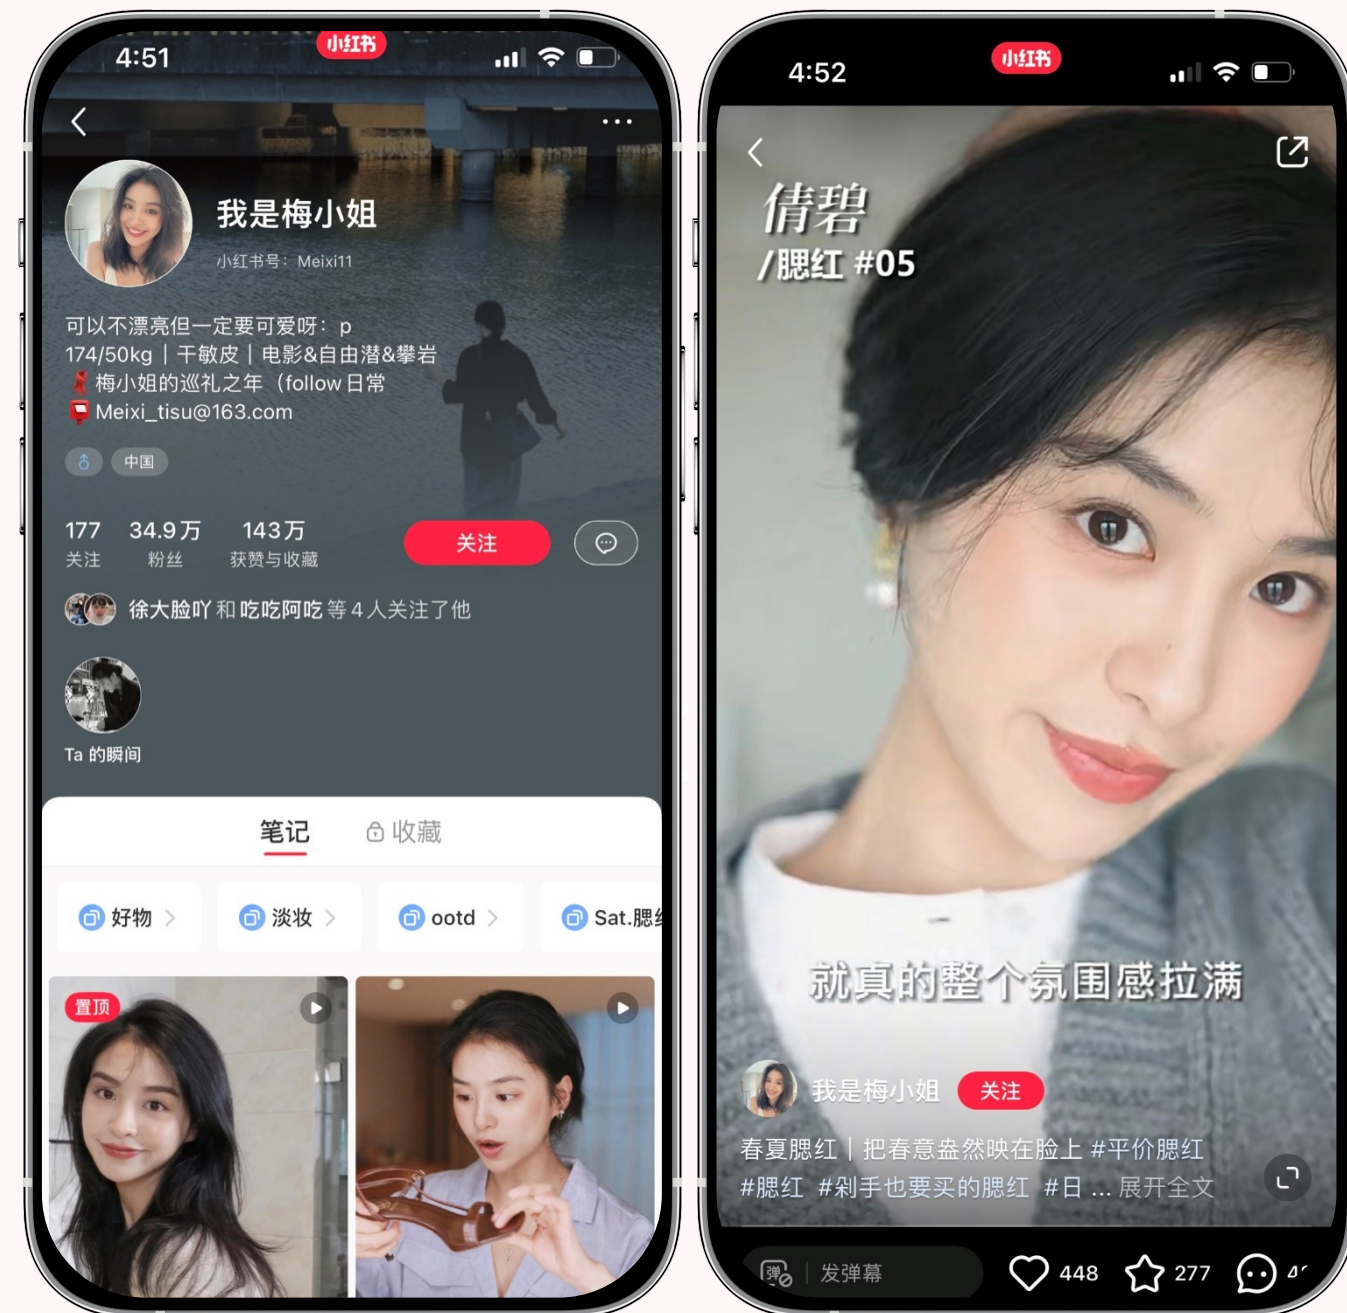 4:51
小红书
我是梅小姐
小红书号：Meixi11
可以不漂亮但一定要可爱呀：p
174/50kg｜干敏皮｜电影&自由潜&攀岩
梅小姐的巡礼之年（follow日常
Meixi_tisu@163.com
中国
177 34.9万 143万
关注 粉丝 获赞与收藏
关注
徐大脸吖和吃吃阿吃等4人关注了他
Ta 的瞬间
笔记 收藏
好物 淡妆 ootd Sat.腮
置顶
4:52
小红书
倩碧
/腮红 #05
就真的整个氛围感拉满
我是梅小姐 关注
春夏腮红｜把春意盎然映在脸上 #平价腮红
#腮红 #剁手也要买的腮红 #日 ... 展开全文
弹 发弹幕 448 277